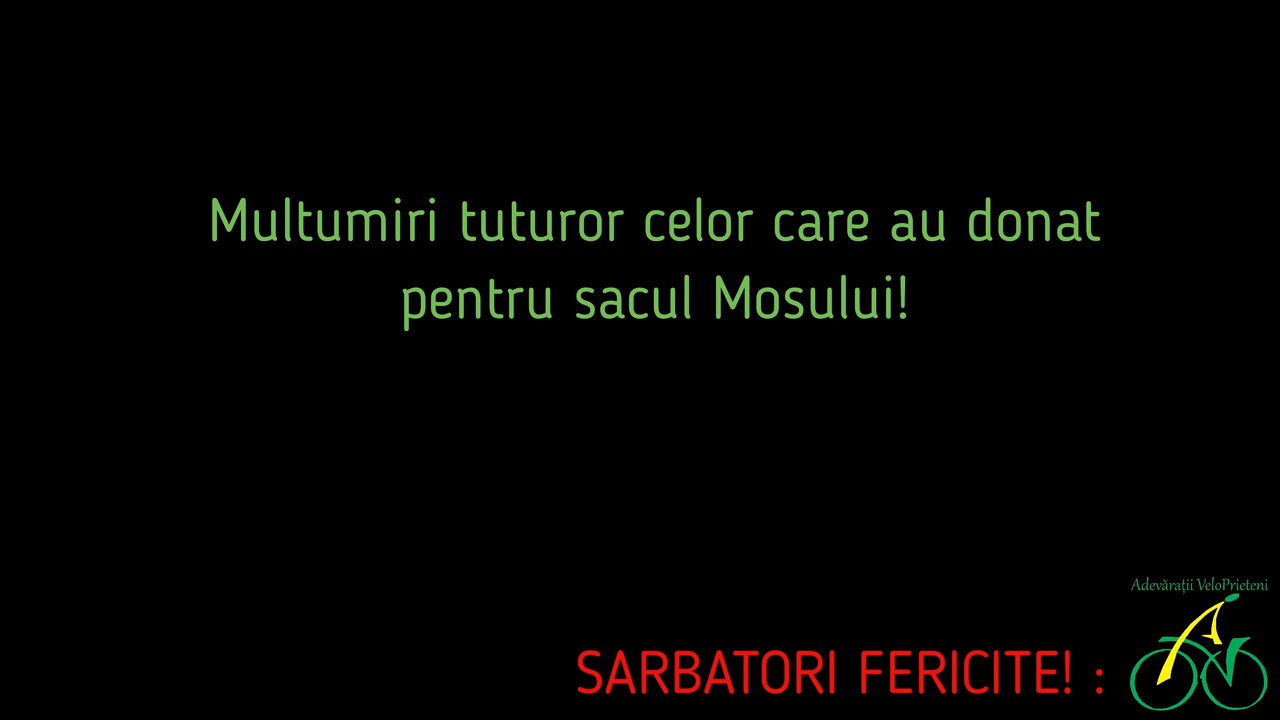 Multumiri tuturor celor care au donat
pentru sacul Mosului!
Adevărații VeloPrieteni
SARBATORI FERICITE! :